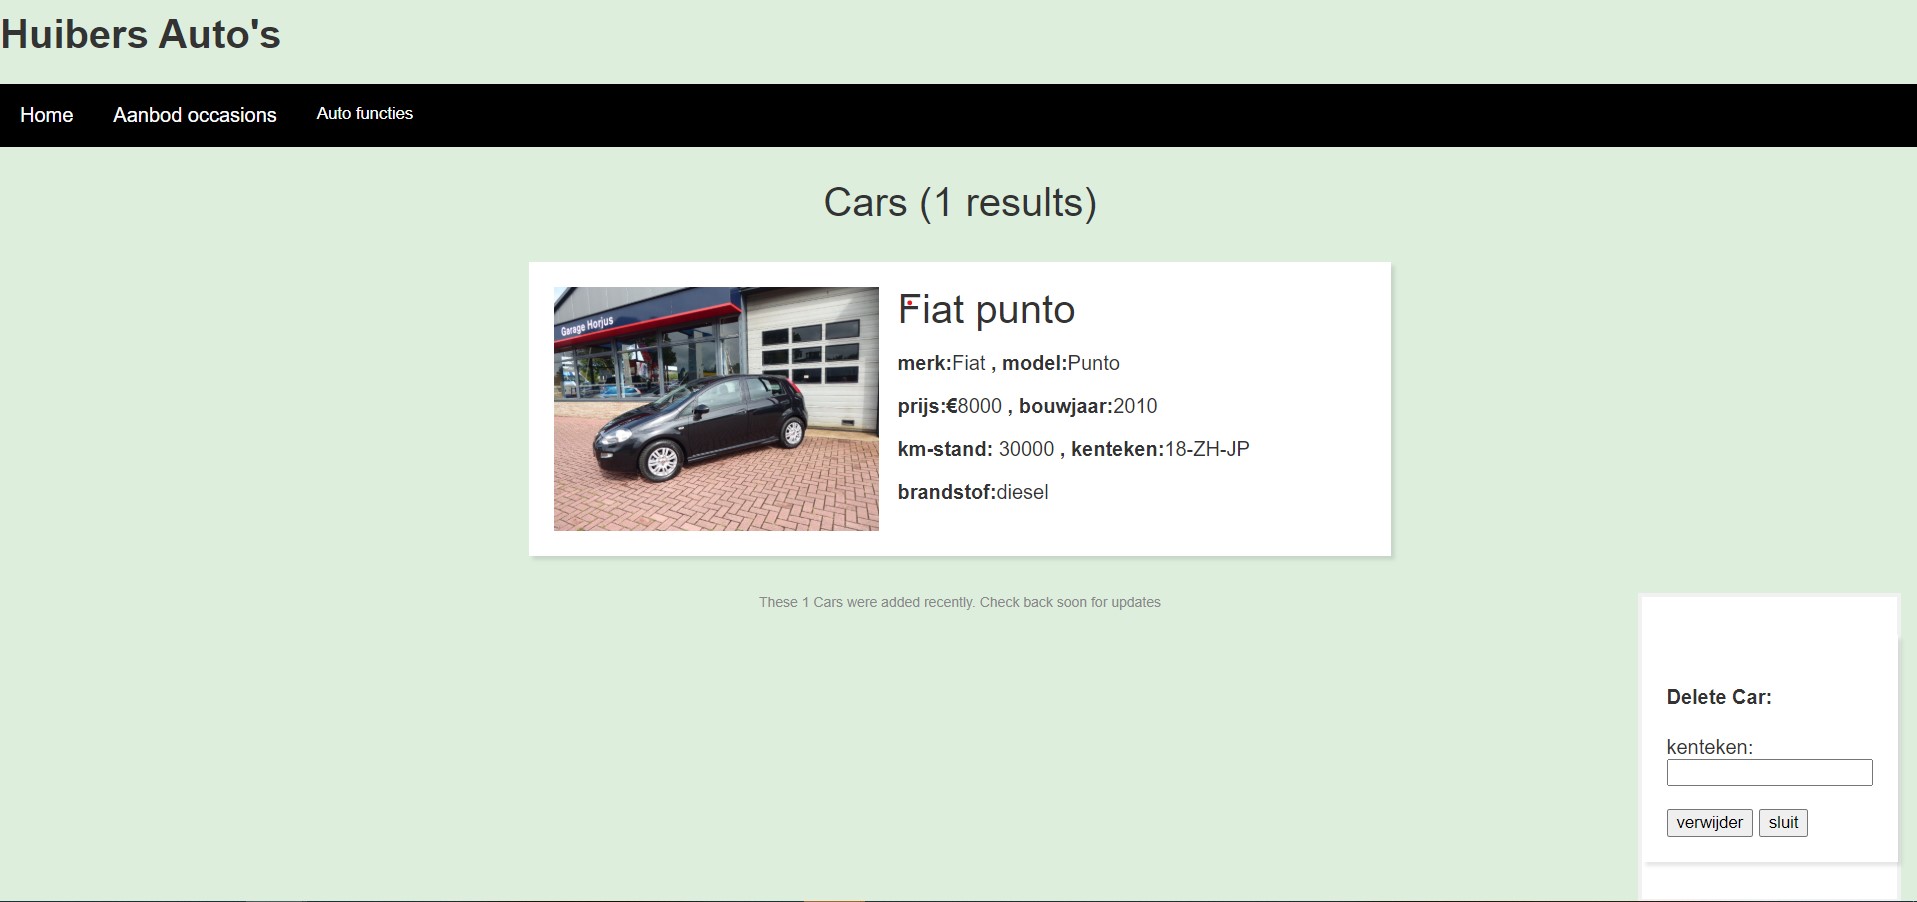 Huibers Auto's
Home Aanbod occasions Auto functies
Cars (1 results)
Garage Horjus
Fiat punto
merk:Fiat , model:Punto
prijs:€8000 , bouwjaar:2010
km-stand: 30000 , kenteken:18-ZH-JP
brandstof:diesel
These 1 Cars were added recently. Check back soon for updates
Delete Car:
kenteken:
verwijder sluit